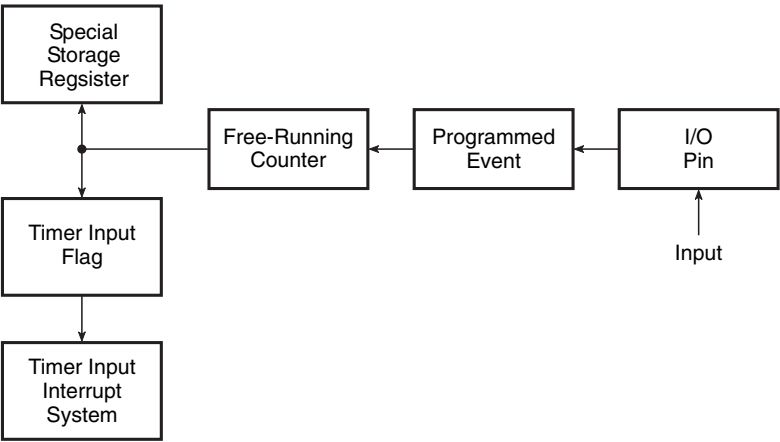 Special
Storage
Regsister
Free-Running
Counter
Programmed
Event
I/O
Pin
Input
Timer Input
Flag
Timer Input
Interrupt
System